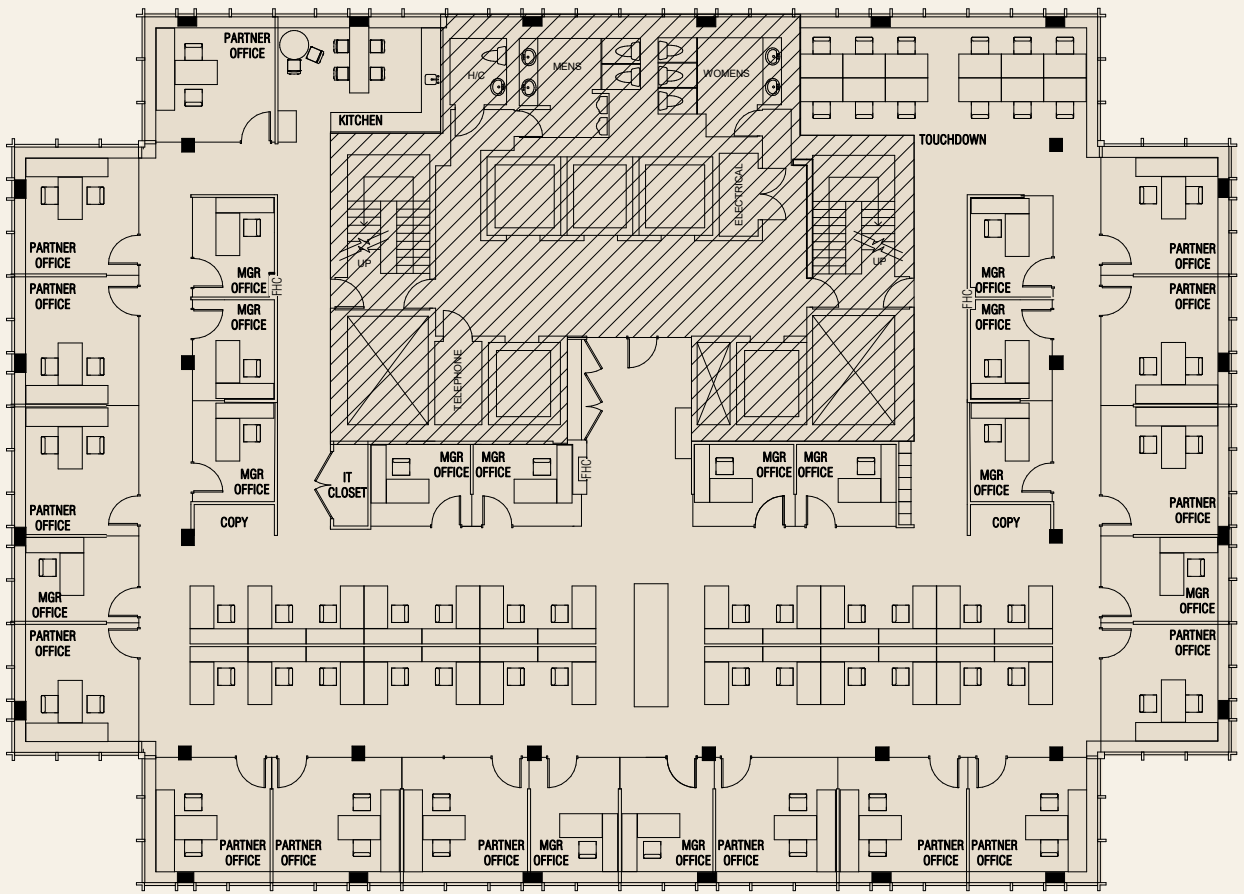 PARTNER
OFFICE
KITCHEN
H/C
MENS
WOMENS
TOUCHDOWN
ELECTRICAL
UP
UP
PARTNER
OFFICE
PARTNER
OFFICE
MGR
OFFICE
FHC
MGR
OFFICE
MGR
OFFICE
FHC
MGR
OFFICE
PARTNER
OFFICE
PARTNER
OFFICE
TELEPHONE
MGR
OFFICE
COPY
IT
CLOSET
MGR
OFFICE
MGR
OFFICE
FHC
MGR
OFFICE
MGR
OFFICE
MGR
OFFICE
COPY
PARTNER
OFFICE
PARTNER
OFFICE
MGR
OFFICE
MGR
OFFICE
PARTNER
OFFICE
PARTNER
OFFICE
PARTNER
OFFICE
PARTNER
OFFICE
PARTNER
OFFICE
MGR
OFFICE
MGR
OFFICE
PARTNER
OFFICE
PARTNER
OFFICE
PARTNER
OFFICE